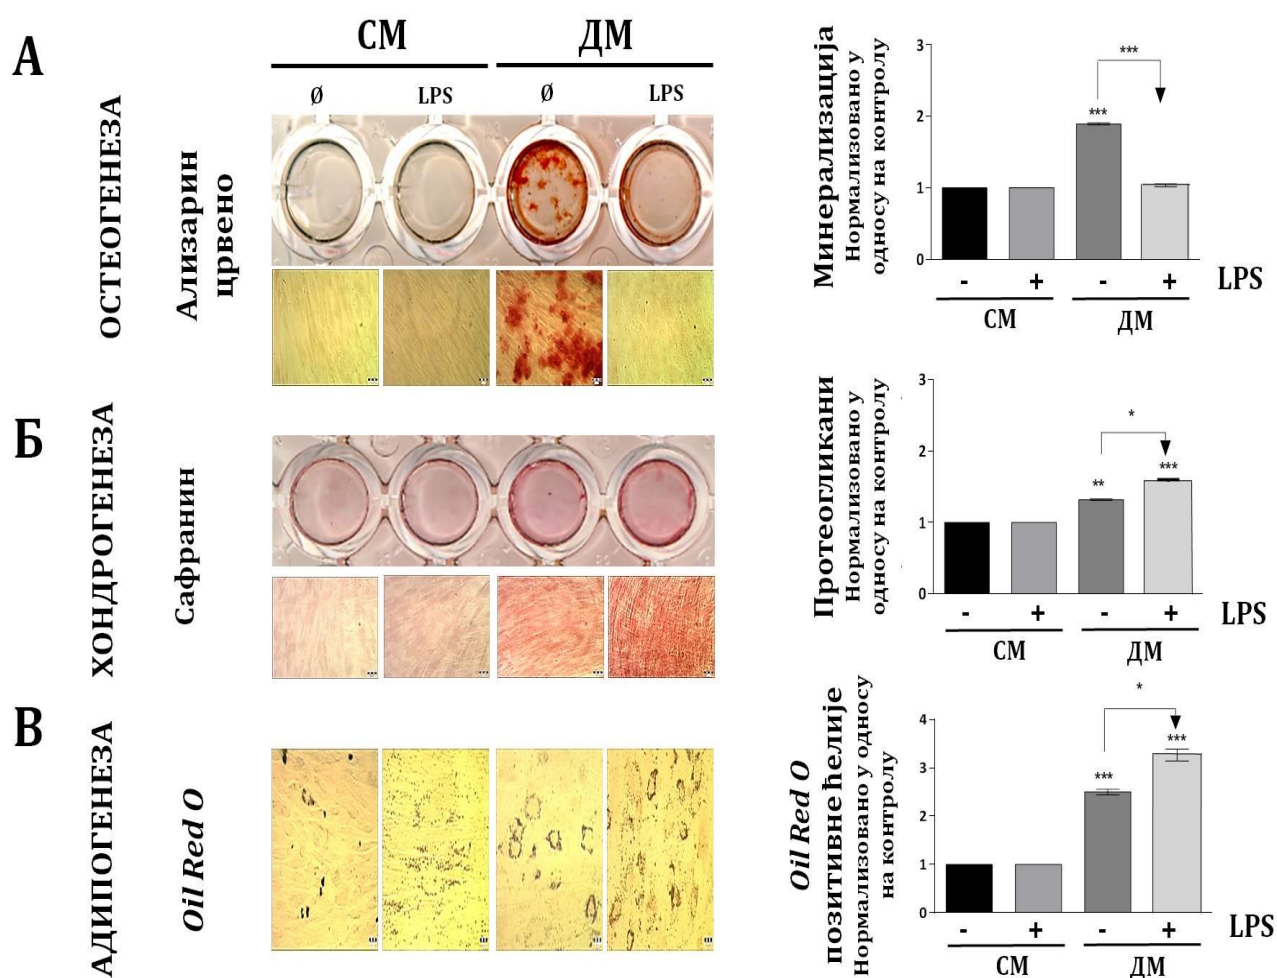 А
СМ
ДМ
Ø
LPS
Ø
LPS
ОСТЕОГЕНЕЗА
Ализарин
црвено
Минерализација
Нормализовано у
односу на контролу
3
2
1
0
***
***
-
+
-
+
LPS
СМ
ДМ
Б
ХОНДРОГЕНЕЗА
Сафранин
Протеогликани
Нормализовано у
односу на контролу
3
2
1
0
*
**
***
-
+
-
+
LPS
СМ
ДМ
В
АДИПОГЕНЕЗА
Oil Red O
Oil Red O
позитивне ћелије
Нормализовано у односу
на контролу
4
3
2
1
0
*
***
***
-
+
-
+
LPS
СМ
ДМ